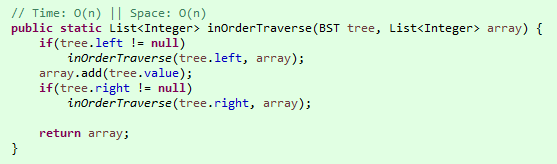 // Time: O(n) || Space: O(n)
public static List<Integer> inOrderTraverse(BST tree, List<Integer> array) {
    if(tree.left != null)
        inOrderTraverse(tree.left, array);
    array.add(tree.value);
    if(tree.right != null)
        inOrderTraverse(tree.right, array);

    return array;
}